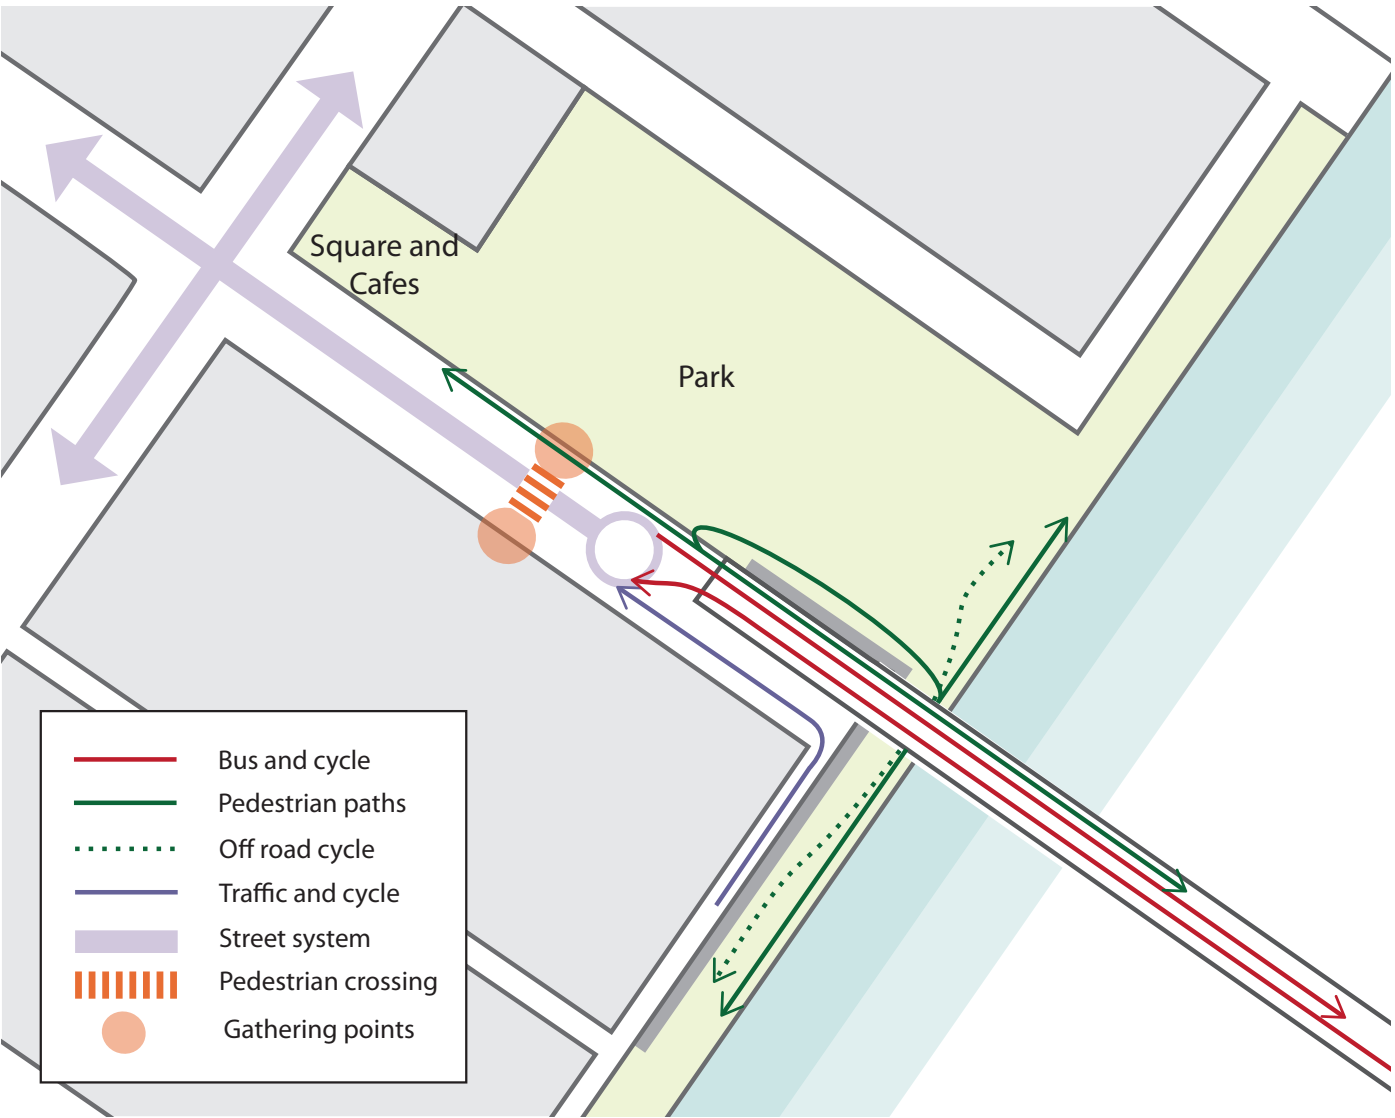 Square and
Cafes
Park
Bus and cycle
Pedestrian paths
Off road cycle
Traffic and cycle
Street system
Pedestrian crossing
Gathering points